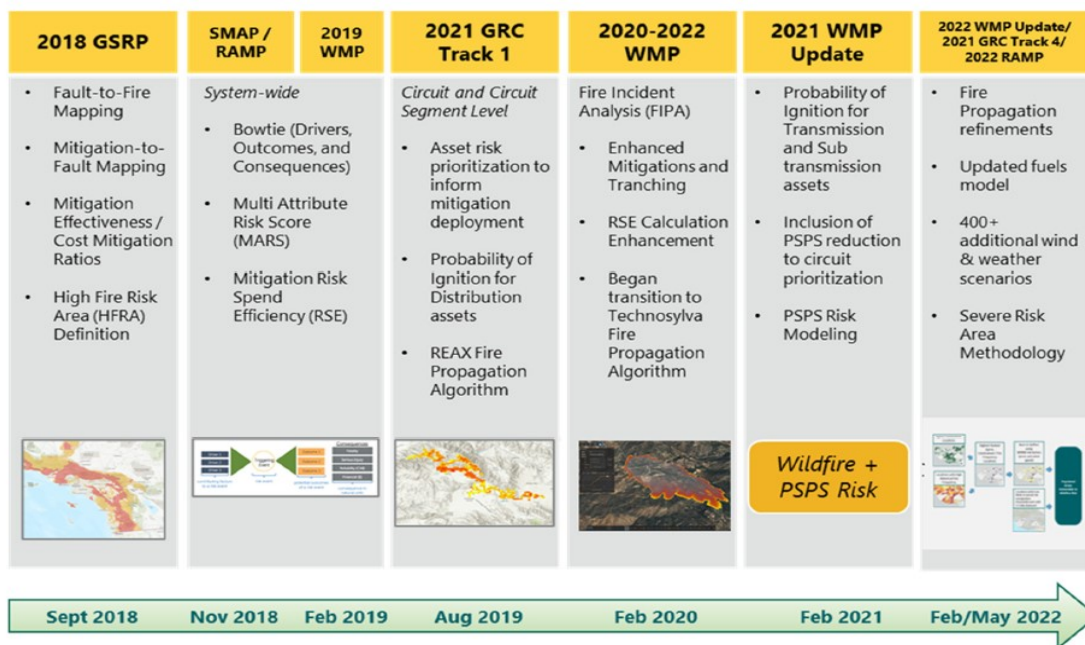 2018 GSRP
Fault-to-Fire
Mapping
Mitigation-to-
Fault Mapping
Mitigation
Effectiveness /
Cost Mitigation
Ratios
High Fire Risk
Area (HFRA)
Definition
SMAP /
RAMP
2019
WMP
System-wide
Bowtie (Drivers,
Outcomes, and
Consequences)
Multi Attribute
Risk Score
(MARS)
Mitigation Risk
Spend
Efficiency (RSE)
2021 GRC
Track 1
Circuit and Circuit
Segment Level
Asset risk
prioritization to
inform
mitigation
deployment
Probability of
Ignition for
Distribution
assets
REAX Fire
Propagation
Algorithm
2020-2022
WMP
Fire Incident
Analysis (FIPA)
Enhanced
Mitigations and
Tranching
RSE Calculation
Enhancement
Began
transition to
Technosylva
Fire
Propagation
Algorithm
2021 WMP
Update
Probability of
Ignition for
Transmission
and Sub
transmission
assets
Inclusion of
PSPS reduction
to circuit
prioritization
PSPS Risk
Modeling
Wildfire +
PSPS Risk
2022 WMP Update/
2021 GRC Track 4/
2022 RAMP
Fire
Propagation
refinements
Updated fuels
model
400+
additional wind
& weather
scenarios
Severe Risk
Area
Methodology
Sept 2018
Nov 2018
Feb 2019
Aug 2019
Feb 2020
Feb 2021
Feb/May 2022